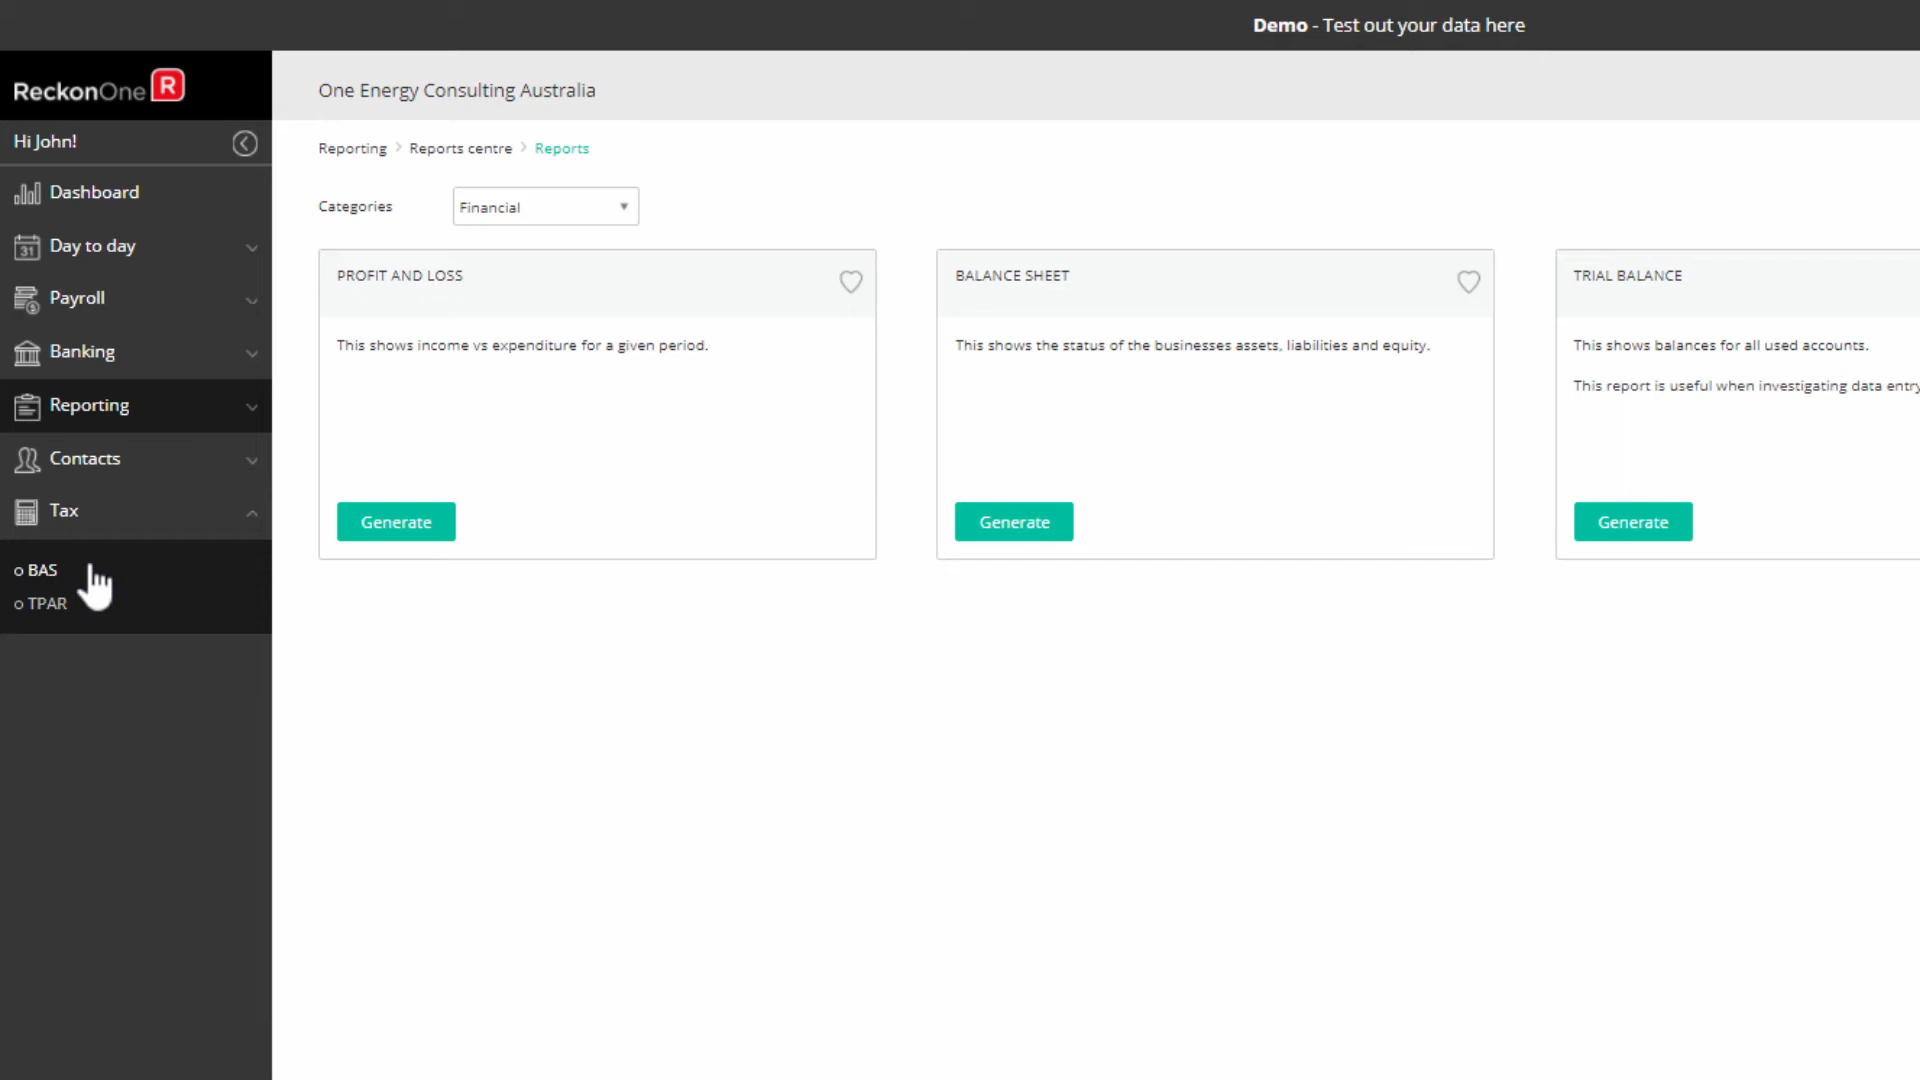 Demo - Test out your data here
ReckonOne R
One Energy Consulting Australia
Hi John!
Reporting > Reports centre > Reports
Dashboard
31 Day to day
Payroll
Banking
Reporting
Contacts
Tax
o BAS
o TPAR
Categories
Financial
PROFIT AND LOSS
This shows income vs expenditure for a given period.
Generate
BALANCE SHEET
This shows the status of the businesses assets, liabilities and equity.
Generate
TRIAL BALANCE
This shows balances for all used accounts.
This report is useful when investigating data entry
Generate